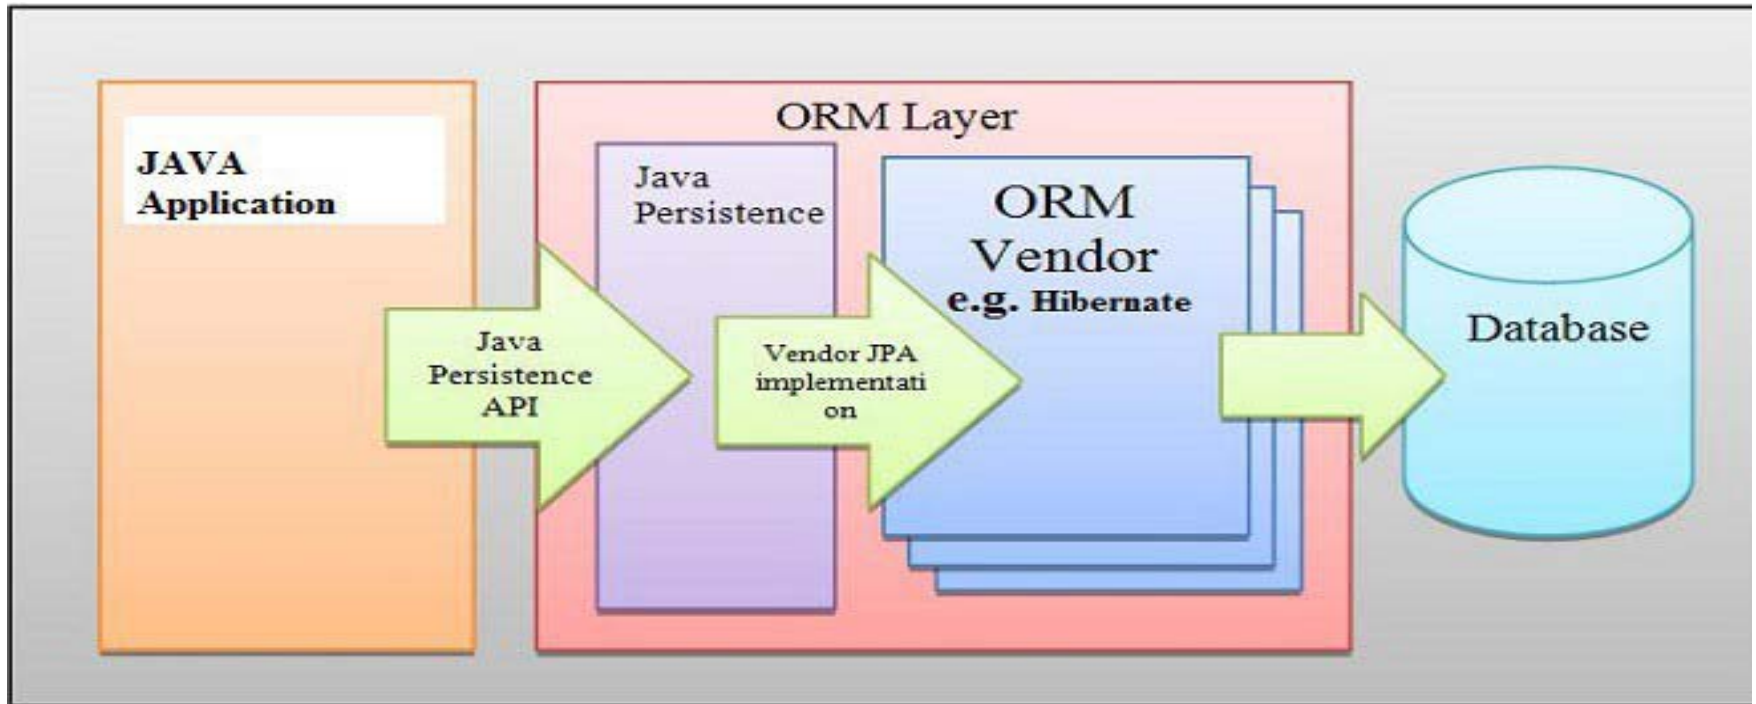 JAVA
Application
ORM Layer
Java
Persistence
ORM
Vendor
e.g. Hibernate
Java
Persistence
API
Vendor JPA
implementati
on
Database